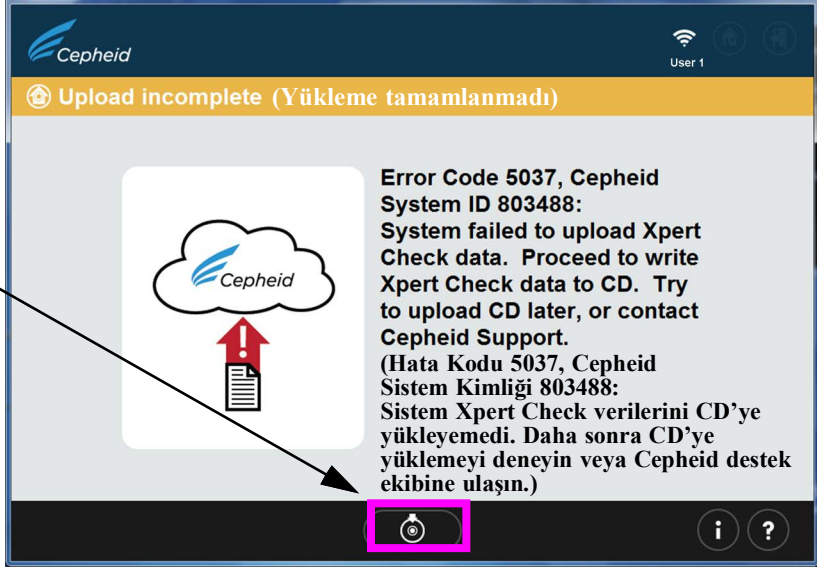 Cepheid
User 1
Upload incomplete (Yükleme tamamlanmadı)
Cepheid
Error Code 5037, Cepheid
System ID 803488:
System failed to upload Xpert
Check data. Proceed to write
Xpert Check data to CD. Try
to upload CD later, or contact
Cepheid Support.
(Hata Kodu 5037, Cepheid
Sistem Kimliği 803488:
Sistem Xpert Check verilerini CD’ye
yükleyemedi. Daha sonra CD’ye
yüklemeyi deneyin veya Cepheid destek
ekibine ulaşın.)
i ?